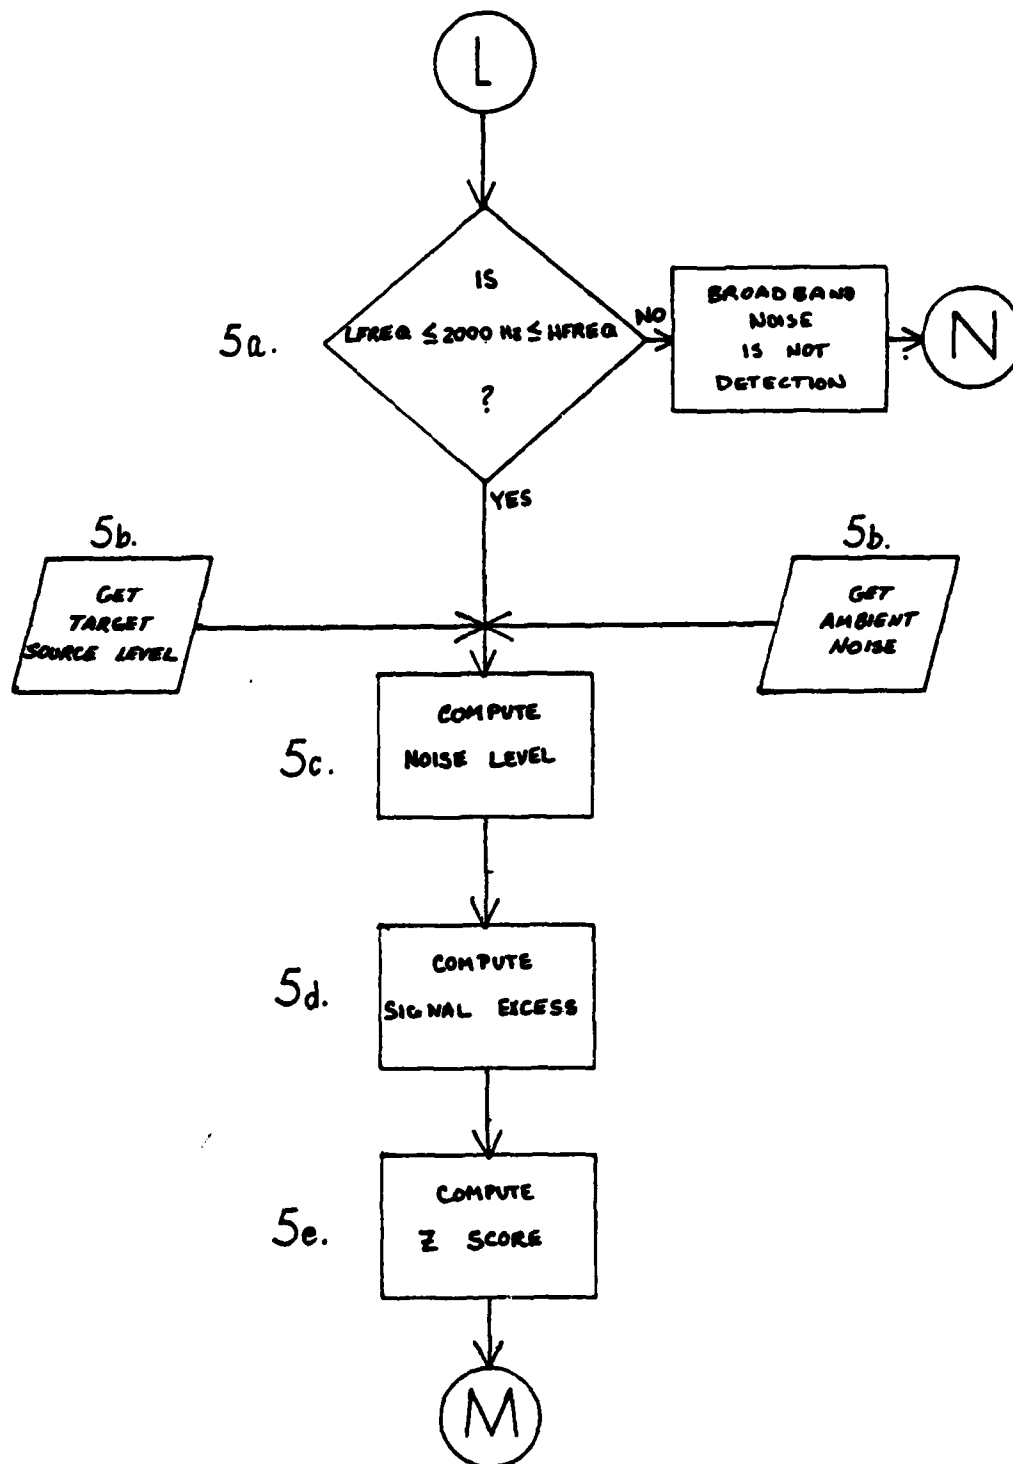 L
IS
LFREQ ≤ 2000 Hz ≤ HFREQ
?
5a.
NO
BROADBAND
NOISE
IS NOT
DETECTION
N
YES
5b.
GET
TARGET
SOURCE LEVEL
5b.
GET
AMBIENT
NOISE
5c.
COMPUTE
NOISE LEVEL
5d.
COMPUTE
SIGNAL EXCESS
5e.
COMPUTE
Z SCORE
M